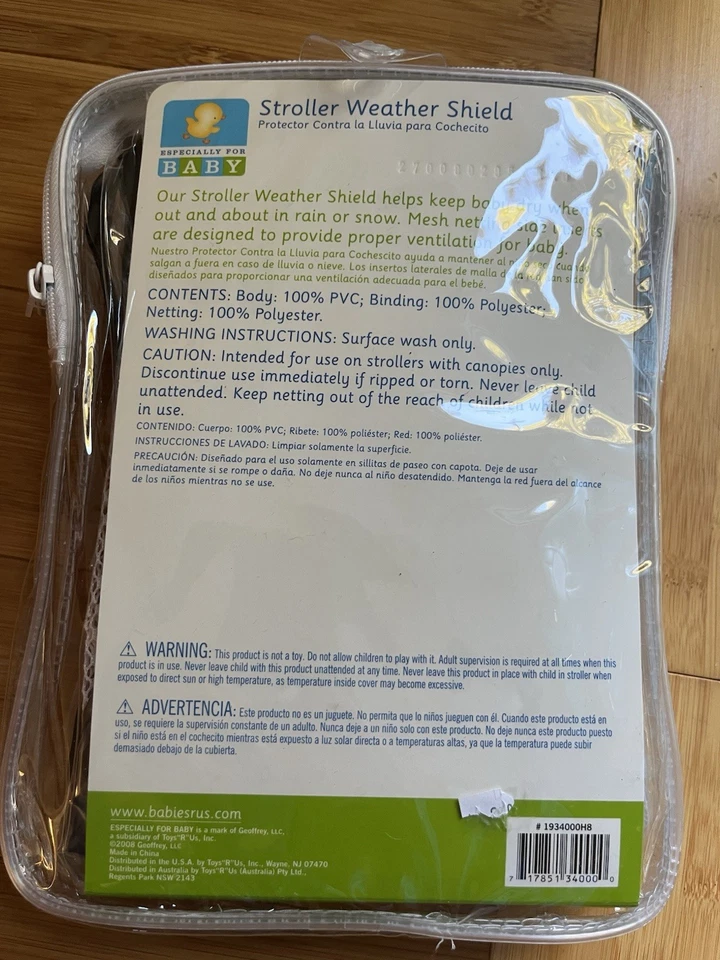 Stroller Weather Shield
Protector Contra la Lluvia para Cochecito
ESPECIALLY FOR
BABY
Our Stroller Weather Shield helps keep baby dry when
out and about in rain or snow. Mesh netting side inserts
are designed to provide proper ventilation for baby.
Nuestro Protector Contra la Lluvia para Cochecito ayuda a mantener al cuando
salgan a fuera en caso de lluvia o nieve. Los insertos laterales de malla de la red han sido
diseñados para proporcionar una ventilación adecuada para el bebé.
CONTENTS: Body: 100% PVC; Binding: 100% Polyester;
Netting: 100% Polyester.
WASHING INSTRUCTIONS: Surface wash only.
CAUTION: Intended for use on strollers with canopies only.
Discontinue use immediately if ripped or torn. Never leave child
unattended. Keep netting out of the reach of children while not
in use.
CONTENIDO: Cuerpo: 100% PVC; Ribete: 100% poliéster; Red: 100% poliéster.
INSTRUCCIONES DE LAVADO: Limpiar solamente la superficie.
PRECAUCIÓN: Diseñado para el uso solamente en sillitas de paseo con capota. Deje de usar
inmediatamente si se rompe o daña. No deje nunca al niño desatendido. Mantenga la red fuera del alcance
de los niños mientras no se use.
WARNING: This product is not a toy. Do not allow children to play with it. Adult supervision is required at all times when this
product is in use. Never leave child with this product unattended at any time. Never leave this product in place with child in stroller when
exposed to direct sun or high temperature, as temperature inside cover may become excessive.
ADVERTENCIA: Este producto no es un juguete. No permita que lo niños jueguen con él. Cuando este producto está en
uso, se requiere la supervisión constante de un adulto. Nunca deje a un niño solo con este producto. No deje nunca este producto puesto
si el niño está en el cochecito mientras está expuesto a luz solar directa o a temperaturas altas, ya que la temperatura puede subir
demasiado debajo de la cubierta.
www.babiesrus.com
ESPECIALLY FOR BABY is a mark of Geoffrey, LLC,
a subsidiary of Toys"R"Us, Inc.
©2008 Geoffrey, LLC
Made in China
Distributed in the U.S.A. by Toys"R"Us, Inc., Wayne, NJ 07470
Distributed in Australia by Toys"R"Us (Australia) Pty Ltd.,
Regents Park NSW 2143
# 1934000H8
7 17851 34000 0